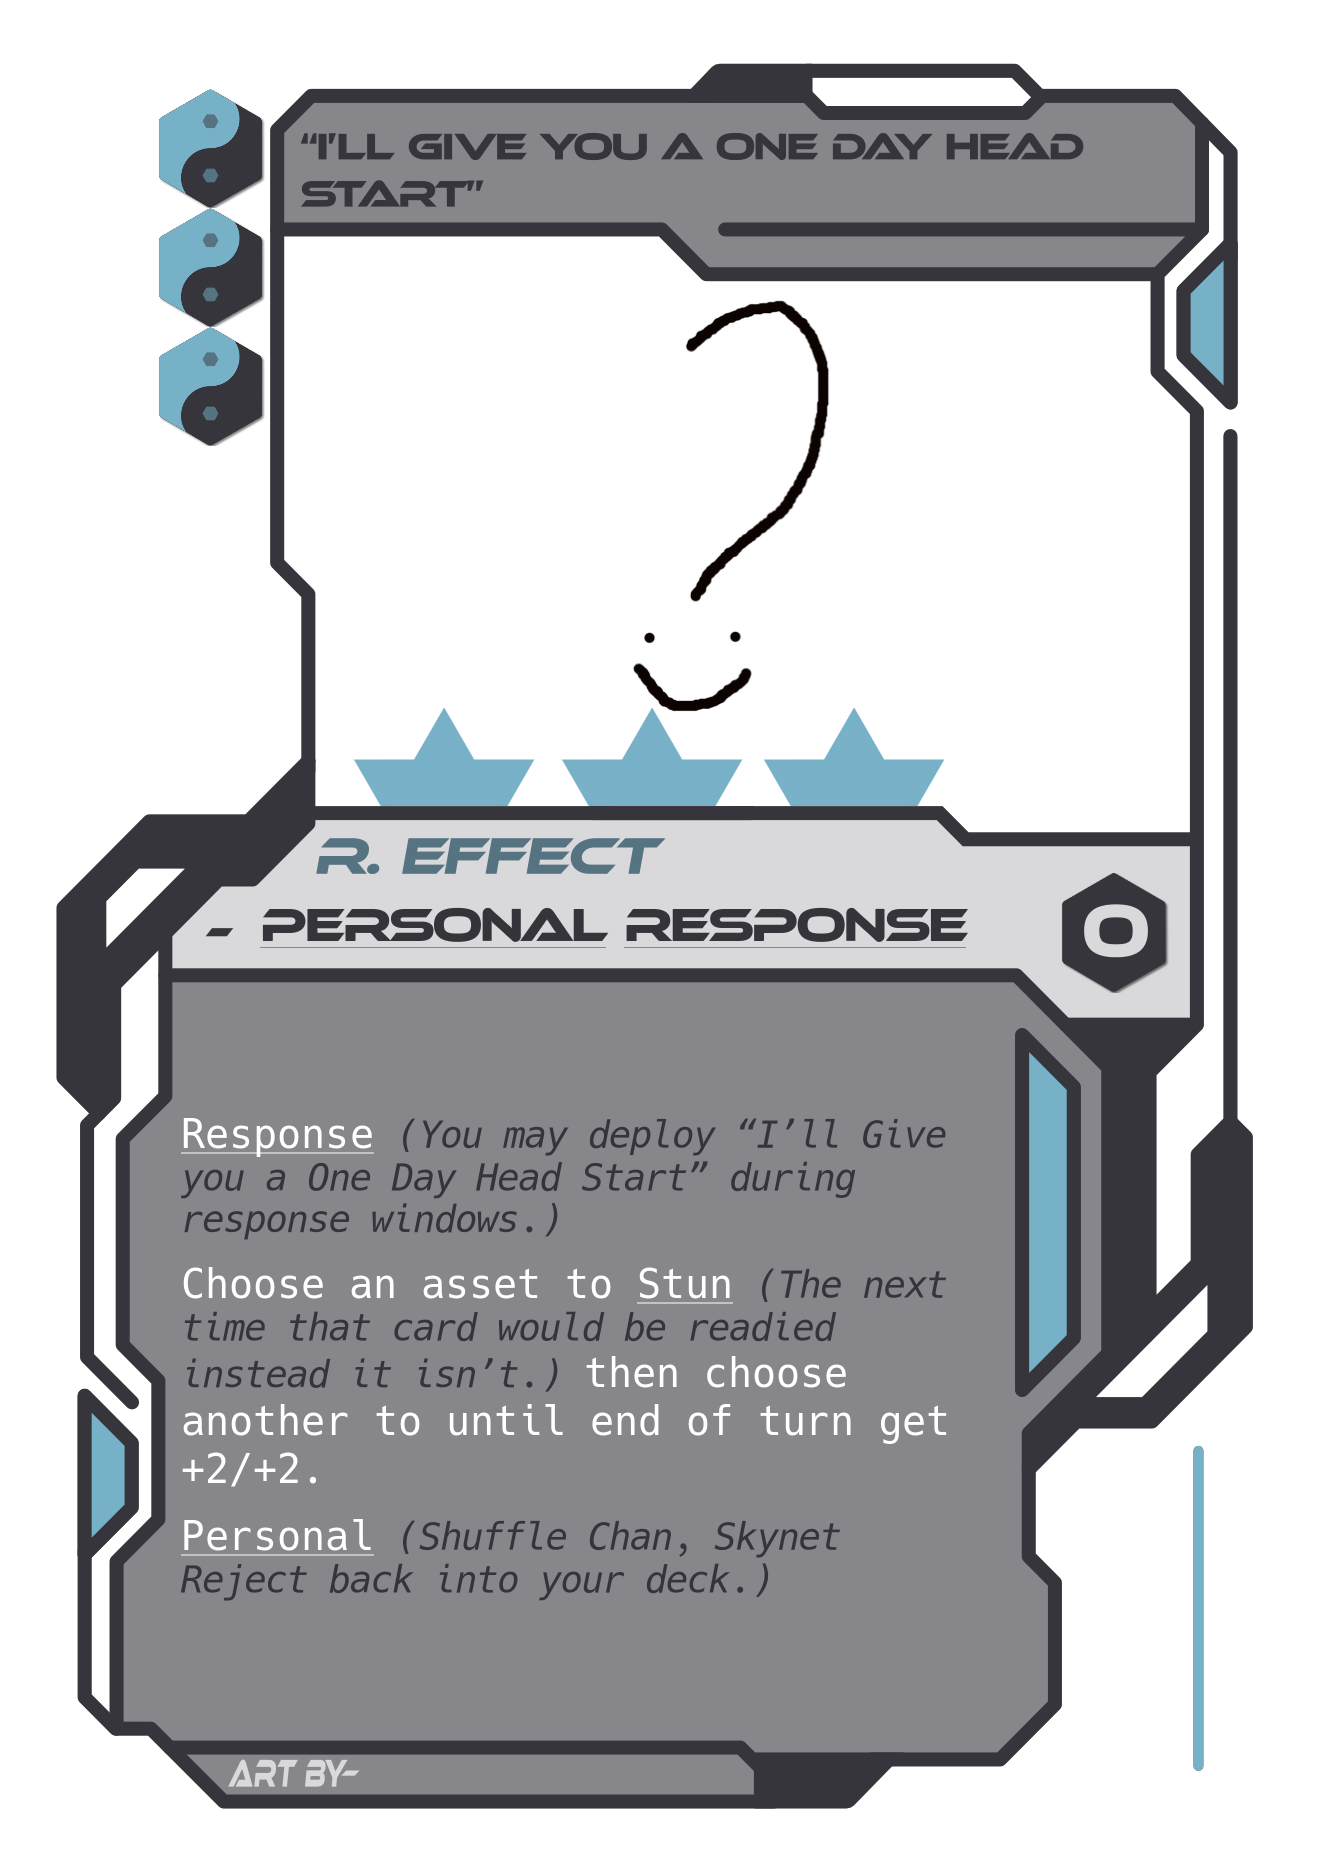 “I’LL GIVE YOU A ONE DAY HEAD
START”
R. EFFECT
- PERSONAL RESPONSE
0
Response (You may deploy “I’ll Give
you a One Day Head Start” during
response windows.)
Choose an asset to Stun (The next
time that card would be readied
instead it isn’t.) then choose
another to until end of turn get
+2/+2.
Personal (Shuffle Chan, Skynet
Reject back into your deck.)
ART BY-